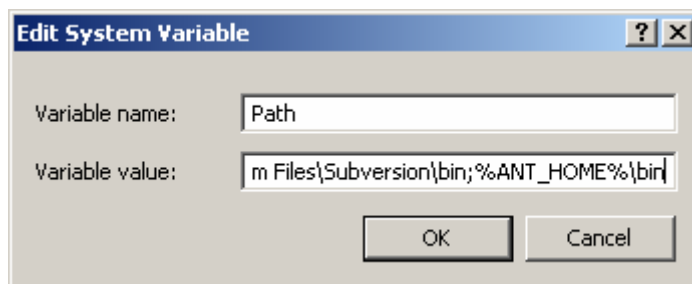 Edit System Variable
Variable name: Path
Variable value: m Files\Subversion\bin;%ANT_HOME%\bin
OK Cancel